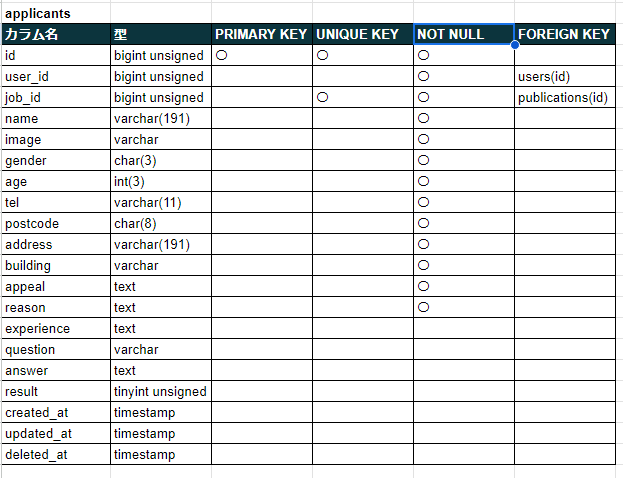 applicants
カラム名 型 PRIMARY KEY UNIQUE KEY NOT NULL FOREIGN KEY
id bigint unsigned 〇 〇 〇
user_id bigint unsigned 〇 users(id)
job_id bigint unsigned 〇 〇 publications(id)
name varchar(191) 〇
image varchar 〇
gender char(3) 〇
age int(3) 〇
tel varchar(11) 〇
postcode char(8) 〇
address varchar(191) 〇
building varchar 〇
appeal text 〇
reason text 〇
experience text
question varchar
answer text
result tinyint unsigned
created_at timestamp
updated_at timestamp
deleted_at timestamp